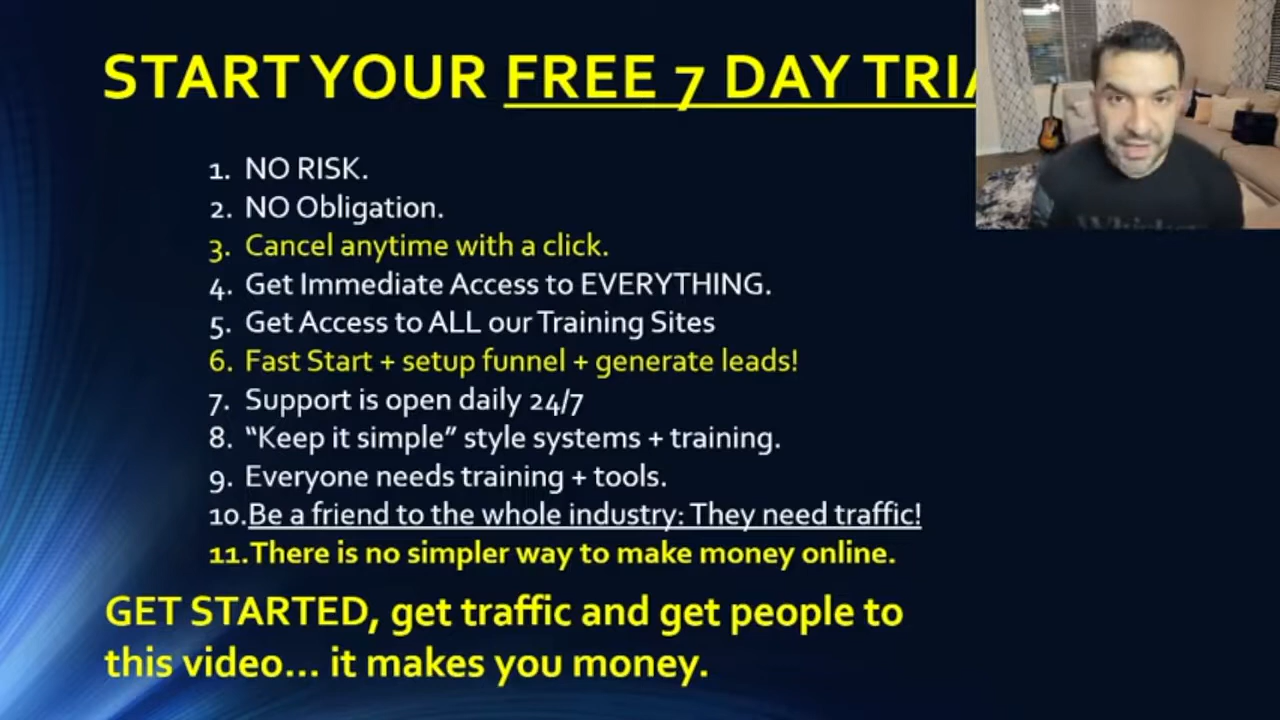 START YOUR FREE 7 DAY
1. NO RISK.
2. NO Obligation.
3. Cancel anytime with a click.
4. Get Immediate Access to EVERYTHING.
5. Get Access to ALL our Training Sites
6. Fast Start + setup funnel + generate leads!
7. Support is open daily 24/7
8. “Keep it simple” style systems + training.
9. Everyone needs training + tools.
10.Be a friend to the whole industry: They need traffic!
11.There is no simpler way to make money online.
GET STARTED, get traffic and get people to
this video... it makes you money.